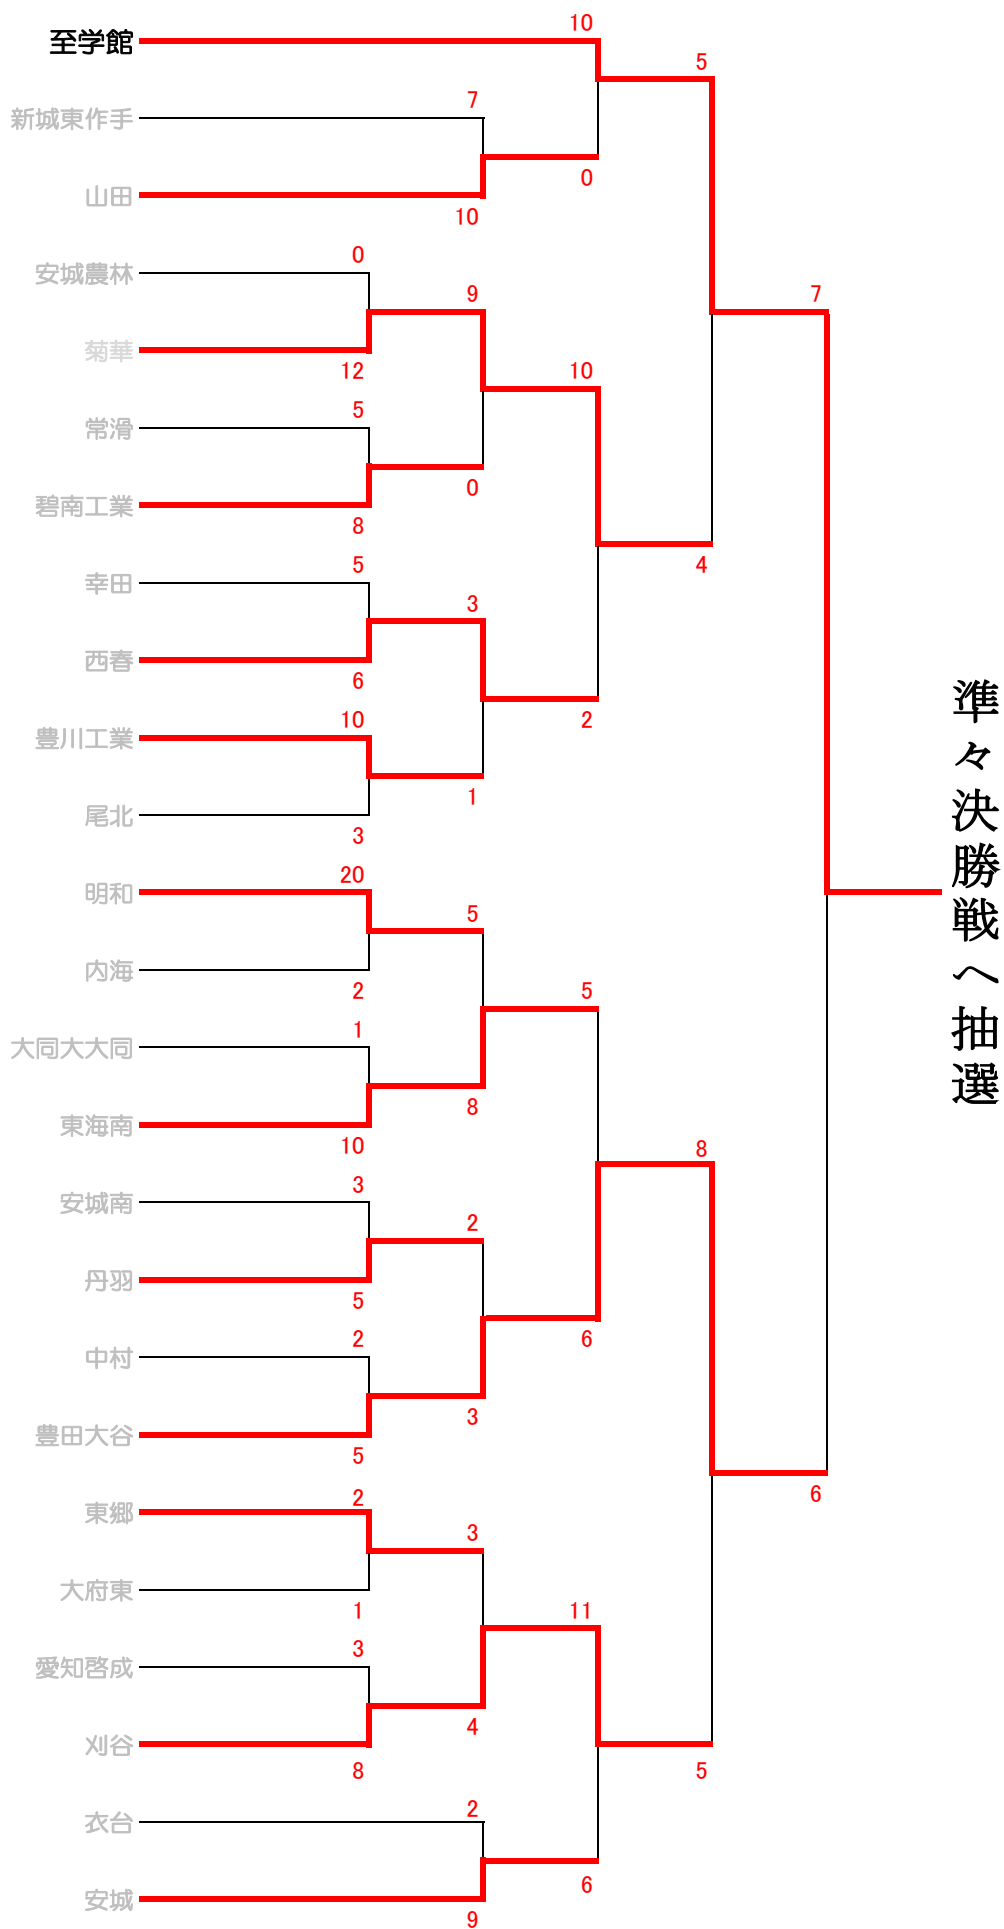 10
至学館
5
7
新城東作手
0
山田
10
0
安城農林
9
7
菊華
12
10
5
常滑
0
碧南工業
8
5
4
幸田
3
西春
6
10
2
豊川工業
1
尾北
3
20
明和
5
内海
2
5
1
大同大大同
8
東海南
10
3
8
安城南
2
丹羽
5
2
6
中村
3
豊田大谷
5
2
6
東郷
3
大府東
1
11
3
愛知啓成
4
刈谷
8
5
2
衣台
6
安城
9
準々決勝戦へ抽選